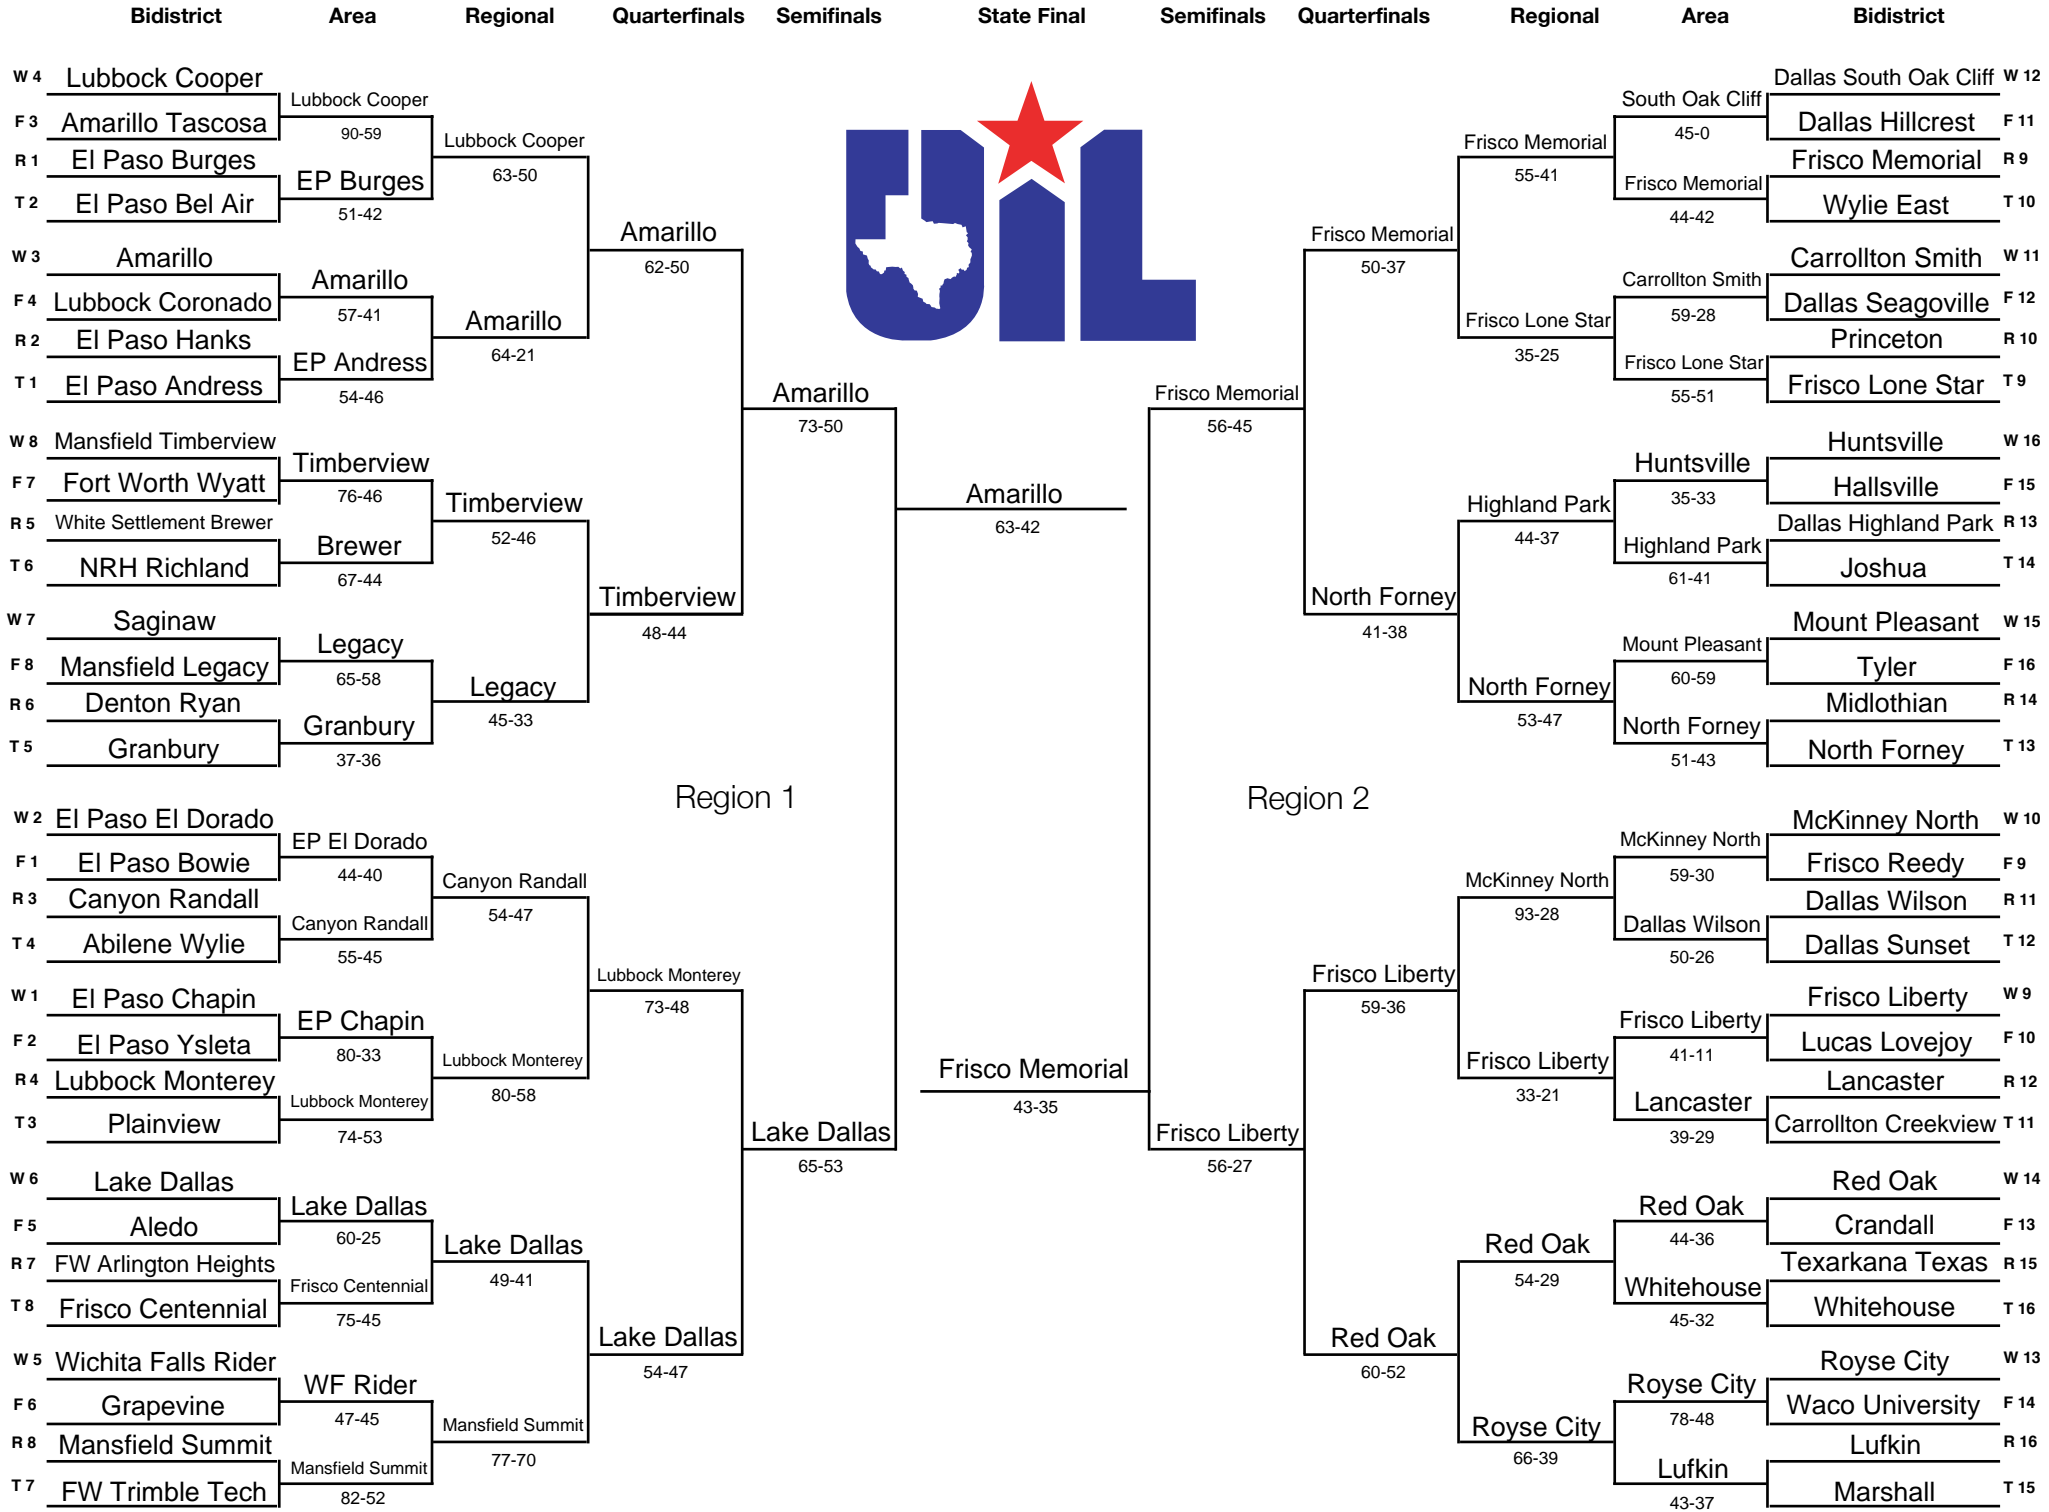 Bidistrict Area Regional Quarterfinals Semifinals State Final Semifinals Quarterfinals Regional Area Bidistrict
W 4 Lubbock Cooper
Lubbock Cooper
F 3 Amarillo Tascosa
90-59
Lubbock Cooper
R 1 El Paso Burges
63-50
EP Burges
T 2 El Paso Bel Air
51-42
Amarillo
62-50
W 3 Amarillo
Amarillo
F 4 Lubbock Coronado
57-41
Amarillo
R 2 El Paso Hanks
64-21
EP Andress
T 1 El Paso Andress
54-46
Amarillo
73-50
W 8 Mansfield Timberview
Timberview
F 7 Fort Worth Wyatt
76-46
Timberview
R 5 White Settlement Brewer
52-46
Brewer
T 6 NRH Richland
67-44
Timberview
48-44
W 7 Saginaw
Legacy
F 8 Mansfield Legacy
65-58
Legacy
R 6 Denton Ryan
45-33
Granbury
T 5 Granbury
37-36
Region 1
W 2 El Paso El Dorado
EP El Dorado
F 1 El Paso Bowie
44-40
Canyon Randall
R 3 Canyon Randall
54-47
Canyon Randall
T 4 Abilene Wylie
55-45
Lubbock Monterey
73-48
W 1 El Paso Chapin
EP Chapin
F 2 El Paso Ysleta
80-33
Lubbock Monterey
R 4 Lubbock Monterey
80-58
Lubbock Monterey
T 3 Plainview
74-53
Lake Dallas
65-53
W 6 Lake Dallas
Lake Dallas
F 5 Aledo
60-25
Lake Dallas
R 7 FW Arlington Heights
49-41
Frisco Centennial
T 8 Frisco Centennial
75-45
Lake Dallas
54-47
W 5 Wichita Falls Rider
WF Rider
F 6 Grapevine
47-45
Mansfield Summit
R 8 Mansfield Summit
77-70
Mansfield Summit
T 7 FW Trimble Tech
82-52
UIL
Amarillo
63-42
Frisco Memorial
43-35
Dallas South Oak Cliff W 12
South Oak Cliff
45-0
Dallas Hillcrest F 11
Frisco Memorial
55-41
Frisco Memorial R 9
Frisco Memorial
44-42
Wylie East T 10
Frisco Memorial
50-37
Carrollton Smith W 11
Carrollton Smith
59-28
Dallas Seagoville F 12
Frisco Lone Star
35-25
Princeton R 10
Frisco Lone Star
55-51
Frisco Lone Star T 9
Frisco Memorial
56-45
Huntsville W 16
Huntsville
35-33
Hallsville F 15
Highland Park
44-37
Dallas Highland Park R 13
Highland Park
61-41
Joshua T 14
North Forney
41-38
Mount Pleasant W 15
Mount Pleasant
60-59
Tyler F 16
North Forney
53-47
Midlothian R 14
North Forney
51-43
North Forney T 13
Region 2
McKinney North W 10
McKinney North
59-30
Frisco Reedy F 9
McKinney North
93-28
Dallas Wilson R 11
Dallas Wilson
50-26
Dallas Sunset T 12
Frisco Liberty
59-36
Frisco Liberty W 9
Frisco Liberty
41-11
Lucas Lovejoy F 10
Frisco Liberty
33-21
Lancaster R 12
Lancaster
39-29
Carrollton Creekview T 11
Frisco Liberty
56-27
Red Oak W 14
Red Oak
44-36
Crandall F 13
Red Oak
54-29
Texarkana Texas R 15
Whitehouse
45-32
Whitehouse T 16
Red Oak
60-52
Royse City W 13
Royse City
78-48
Waco University F 14
Royse City
66-39
Lufkin R 16
Lufkin
43-37
Marshall T 15